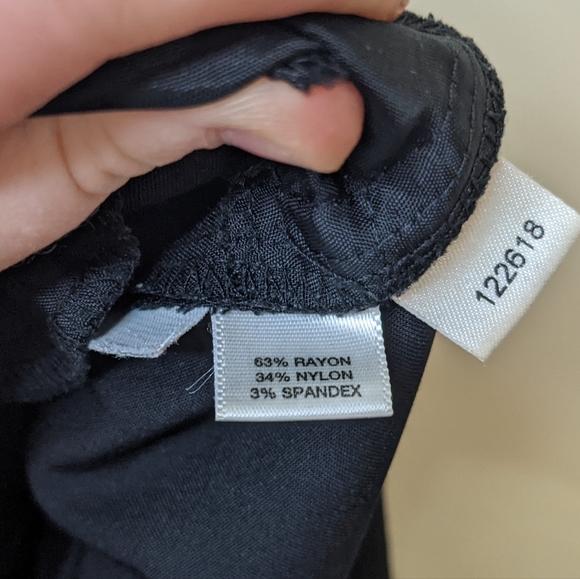 63% RAYON
34% NYLON
3% SPANDEX
122618